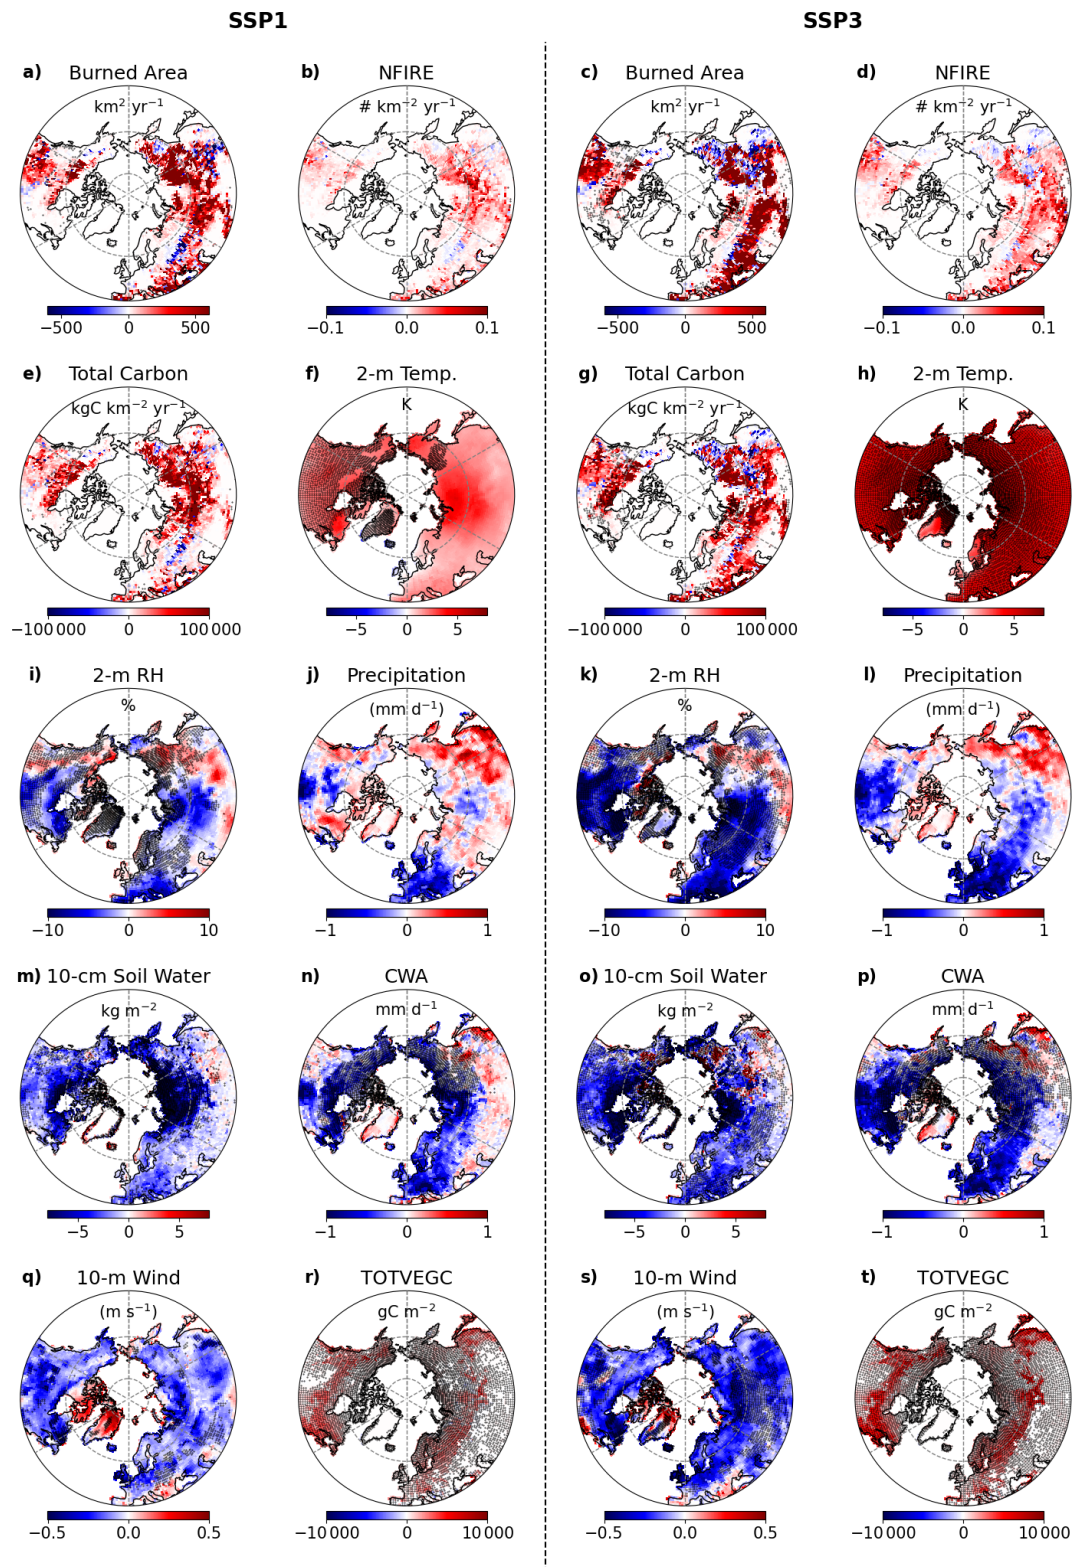 SSP1 SSP3
a) Burned Area b) NFIRE c) Burned Area d) NFIRE
km² yr⁻¹ # km⁻² yr⁻¹ km² yr⁻¹ # km⁻² yr⁻¹
−500 0 500 −0.1 0.0 0.1 −500 0 500 −0.1 0.0 0.1
e) Total Carbon f) 2-m Temp. g) Total Carbon h) 2-m Temp.
kgC km⁻² yr⁻¹ K kgC km⁻² yr⁻¹ K
−100 000 0 100 000 −5 0 5 −100 000 0 100 000 −5 0 5
i) 2-m RH j) Precipitation k) 2-m RH l) Precipitation
% (mm d⁻¹) % (mm d⁻¹)
−10 0 10 −1 0 1 −10 0 10 −1 0 1
m) 10-cm Soil Water n) CWA o) 10-cm Soil Water p) CWA
kg m⁻² mm d⁻¹ kg m⁻² mm d⁻¹
−5 0 5 −1 0 1 −5 0 5 −1 0 1
q) 10-m Wind r) TOTVEGC s) 10-m Wind t) TOTVEGC
(m s⁻¹) gC m⁻² (m s⁻¹) gC m⁻²
−0.5 0.0 0.5 −10 000 0 10 000 −0.5 0.0 0.5 −10 000 0 10 000